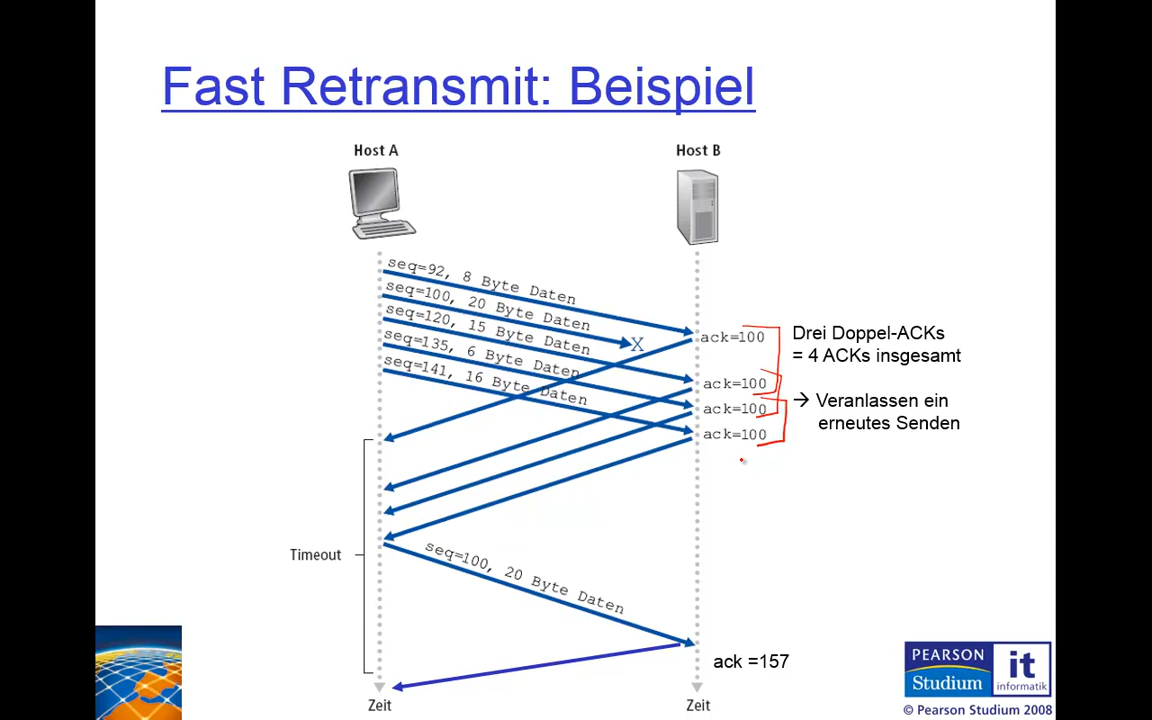 Fast Retransmit: Beispiel
Host A
Host B
seq=92, 8 Byte Daten
seq=100, 20 Byte Daten
seq=120, 15 Byte Daten
seq=135, 6 Byte Daten
seq=141, 16 Byte Daten
ack=100
ack=100
ack=100
ack=100
Drei Doppel-ACKs
= 4 ACKs insgesamt
→ Veranlassen ein
erneutes Senden
Timeout
seq=100, 20 Byte Daten
ack =157
Zeit
Zeit
PEARSON
Studium
it
informatik
© Pearson Studium 2008